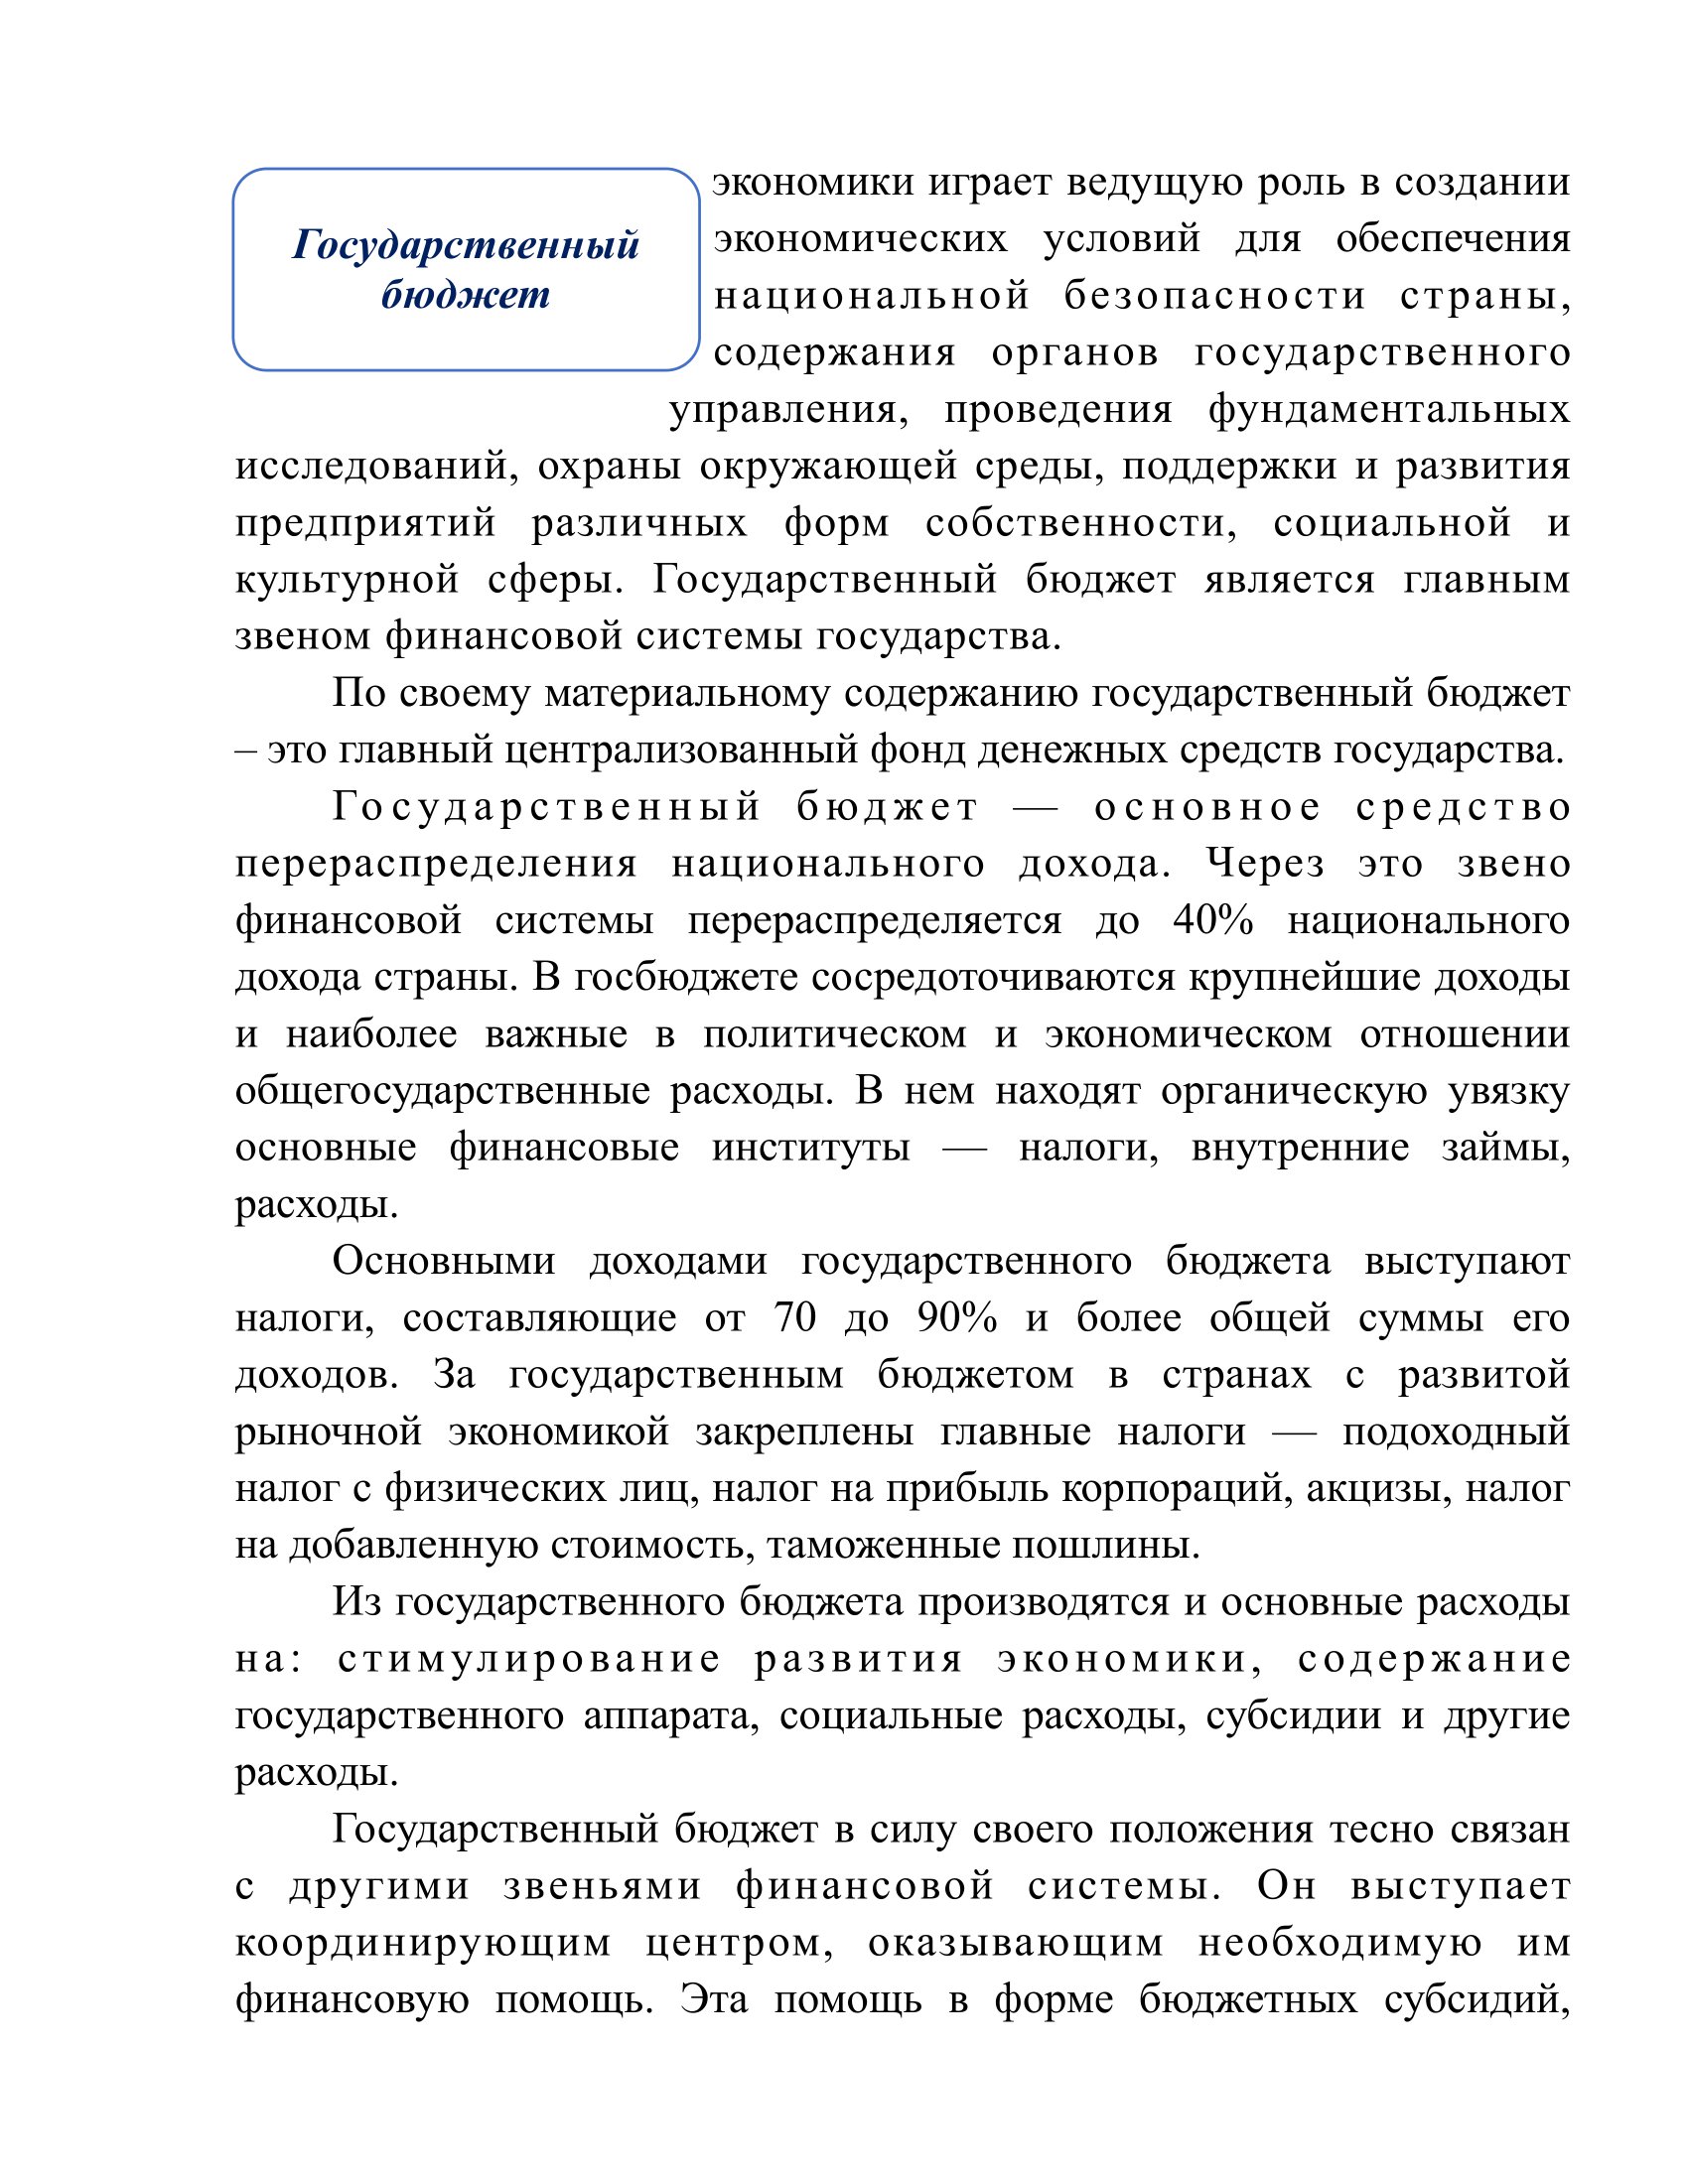 Государственный
бюджет
экономики играет ведущую роль в создании
экономических условий для обеспечения
национальной безопасности страны,
содержания органов государственного
управления, проведения фундаментальных
исследований, охраны окружающей среды, поддержки и развития
предприятий различных форм собственности, социальной и
культурной сферы. Государственный бюджет является главным
звеном финансовой системы государства.
По своему материальному содержанию государственный бюджет
– это главный централизованный фонд денежных средств государства.
Государственный бюджет — основное средство
перераспределения национального дохода. Через это звено
финансовой системы перераспределяется до 40% национального
дохода страны. В госбюджете сосредоточиваются крупнейшие доходы
и наиболее важные в политическом и экономическом отношении
общегосударственные расходы. В нем находят органическую увязку
основные финансовые институты — налоги, внутренние займы,
расходы.
Основными доходами государственного бюджета выступают
налоги, составляющие от 70 до 90% и более общей суммы его
доходов. За государственным бюджетом в странах с развитой
рыночной экономикой закреплены главные налоги — подоходный
налог с физических лиц, налог на прибыль корпораций, акцизы, налог
на добавленную стоимость, таможенные пошлины.
Из государственного бюджета производятся и основные расходы
на: стимулирование развития экономики, содержание
государственного аппарата, социальные расходы, субсидии и другие
расходы.
Государственный бюджет в силу своего положения тесно связан
с другими звеньями финансовой системы. Он выступает
координирующим центром, оказывающим необходимую им
финансовую помощь. Эта помощь в форме бюджетных субсидий,